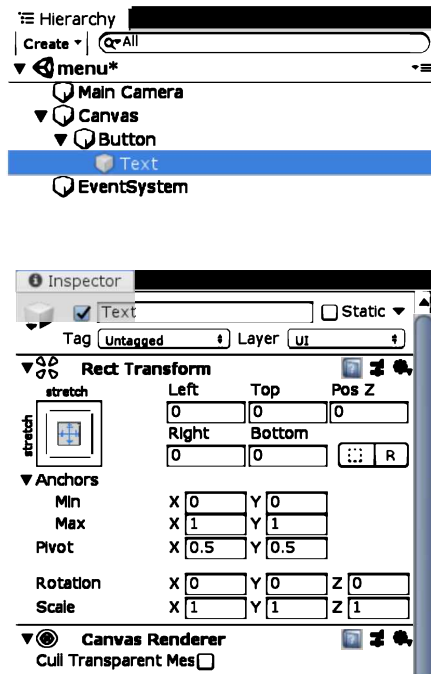 Hierarchy
Create All
menu*
Main Camera
Canvas
Button
Text
EventSystem
Inspector
Text Static
Tag Untagged Layer UI
Rect Transform
stretch Left Top Pos Z
stretch 0 0 0
Right Bottom
0 0 R
Anchors
Min X 0 Y 0
Max X 1 Y 1
Pivot X 0.5 Y 0.5
Rotation X 0 Y 0 Z 0
Scale X 1 Y 1 Z 1
Canvas Renderer
Cull Transparent Mes